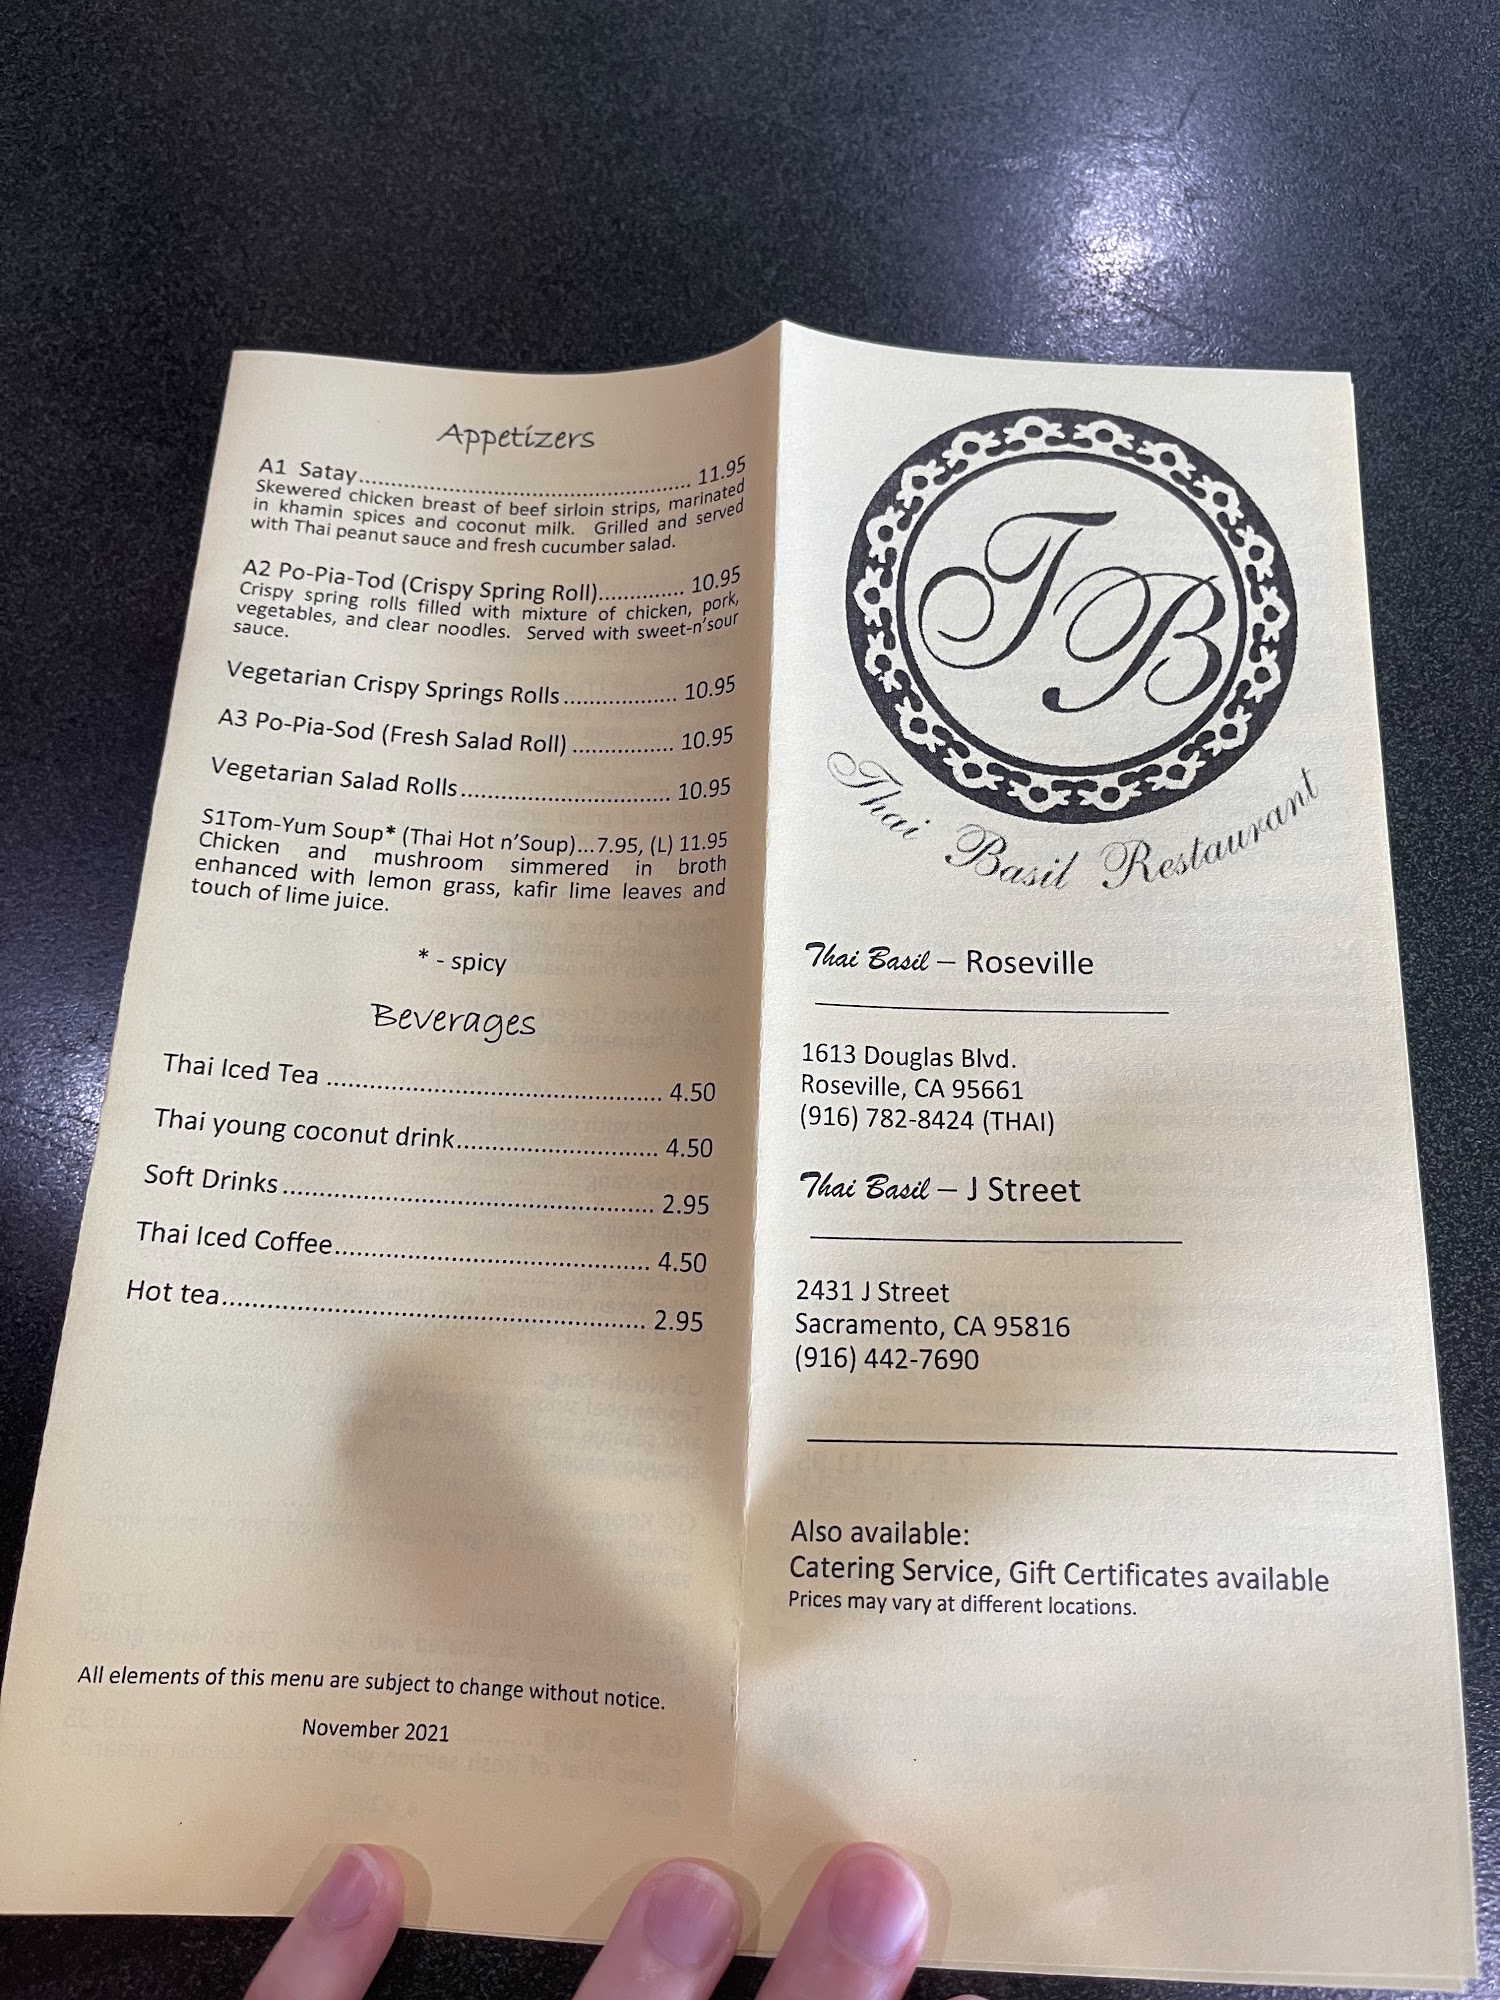 Appetizers
A1 Satay.................................................. 11.95
Skewered chicken breast of beef sirloin strips, marinated
in khamin spices and coconut milk. Grilled and served
with Thai peanut sauce and fresh cucumber salad.
A2 Po-Pia-Tod (Crispy Spring Roll)............. 10.95
Crispy spring rolls filled with mixture of chicken, pork,
vegetables, and clear noodles. Served with sweet-n'sour
sauce.
Vegetarian Crispy Springs Rolls................. 10.95
A3 Po-Pia-Sod (Fresh Salad Roll)............... 10.95
Vegetarian Salad Rolls.............................. 10.95
S1Tom-Yum Soup* (Thai Hot n'Soup)...7.95, (L) 11.95
Chicken and mushroom simmered in broth
enhanced with lemon grass, kafir lime leaves and
touch of lime juice.
* - spicy
Beverages
Thai Iced Tea ............................................. 4.50
Thai young coconut drink........................... 4.50
Soft Drinks.................................................. 2.95
Thai Iced Coffee.......................................... 4.50
Hot tea........................................................ 2.95
All elements of this menu are subject to change without notice.
November 2021
TB
Thai Basil Restaurant
Thai Basil – Roseville
1613 Douglas Blvd.
Roseville, CA 95661
(916) 782-8424 (THAI)
Thai Basil – J Street
2431 J Street
Sacramento, CA 95816
(916) 442-7690
Also available:
Catering Service, Gift Certificates available
Prices may vary at different locations.